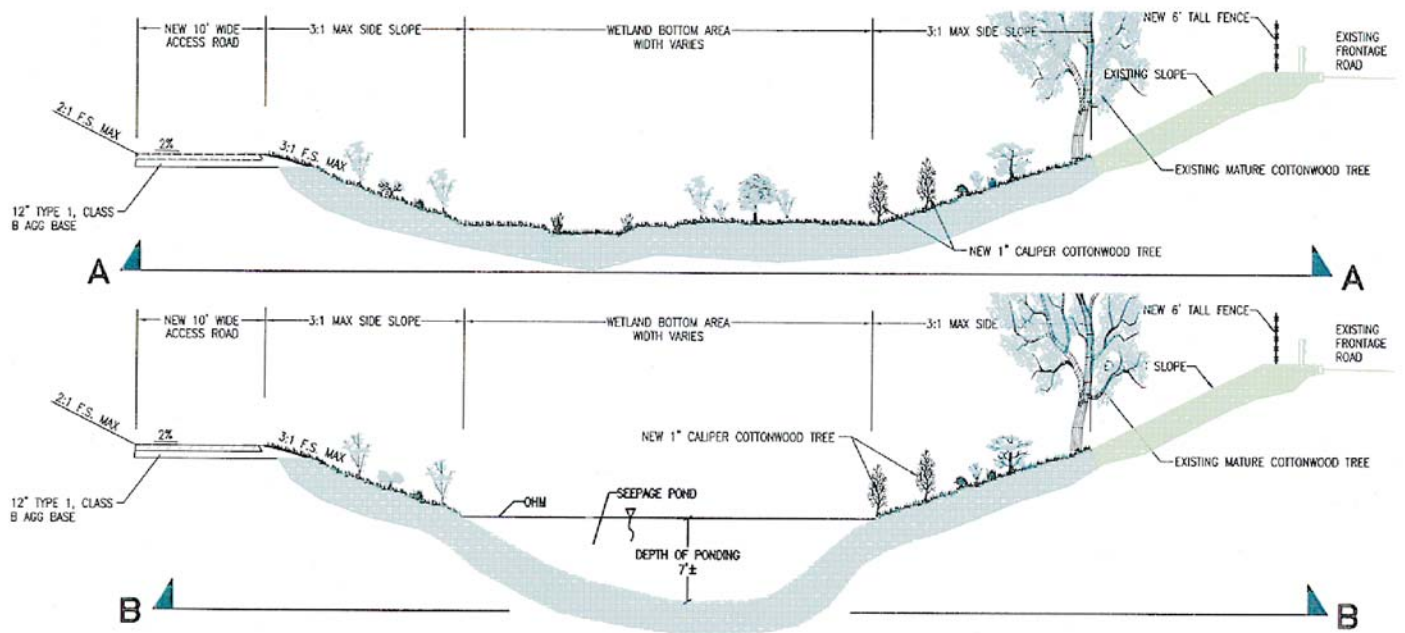 NEW 10' WIDE
ACCESS ROAD
3:1 MAX SIDE SLOPE
WETLAND BOTTOM AREA
WIDTH VARIES
3:1 MAX SIDE SLOPE
NEW 6' TALL FENCE
EXISTING
FRONTAGE
ROAD
EXISTING SLOPE
2:1 F.S. MAX
2%
3:1 F.S. MAX
EXISTING MATURE COTTONWOOD TREE
12" TYPE 1, CLASS
B AGG BASE
NEW 1" CALIPER COTTONWOOD TREE
A
A
NEW 10' WIDE
ACCESS ROAD
3:1 MAX SIDE SLOPE
WETLAND BOTTOM AREA
WIDTH VARIES
3:1 MAX SIDE
NEW 6' TALL FENCE
EXISTING
FRONTAGE
ROAD
SLOPE
2:1 F.S. MAX
2%
3:1 F.S. MAX
NEW 1" CALIPER COTTONWOOD TREE
EXISTING MATURE COTTONWOOD TREE
12" TYPE 1, CLASS
B AGG BASE
OHM
SEEPAGE POND
DEPTH OF PONDING
7'±
B
B